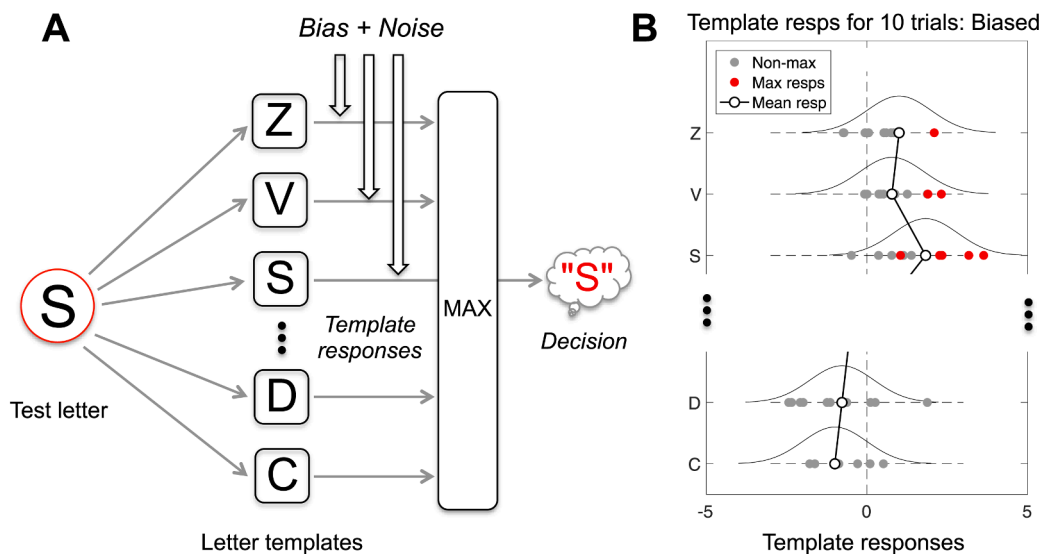 A
Bias + Noise
Z
V
S
S
D
C
MAX
"S"
Template
responses
Decision
Test letter
Letter templates
B
Template resps for 10 trials: Biased
Non-max
Max resps
Mean resp
Z
V
S
D
C
-5
0
5
Template responses